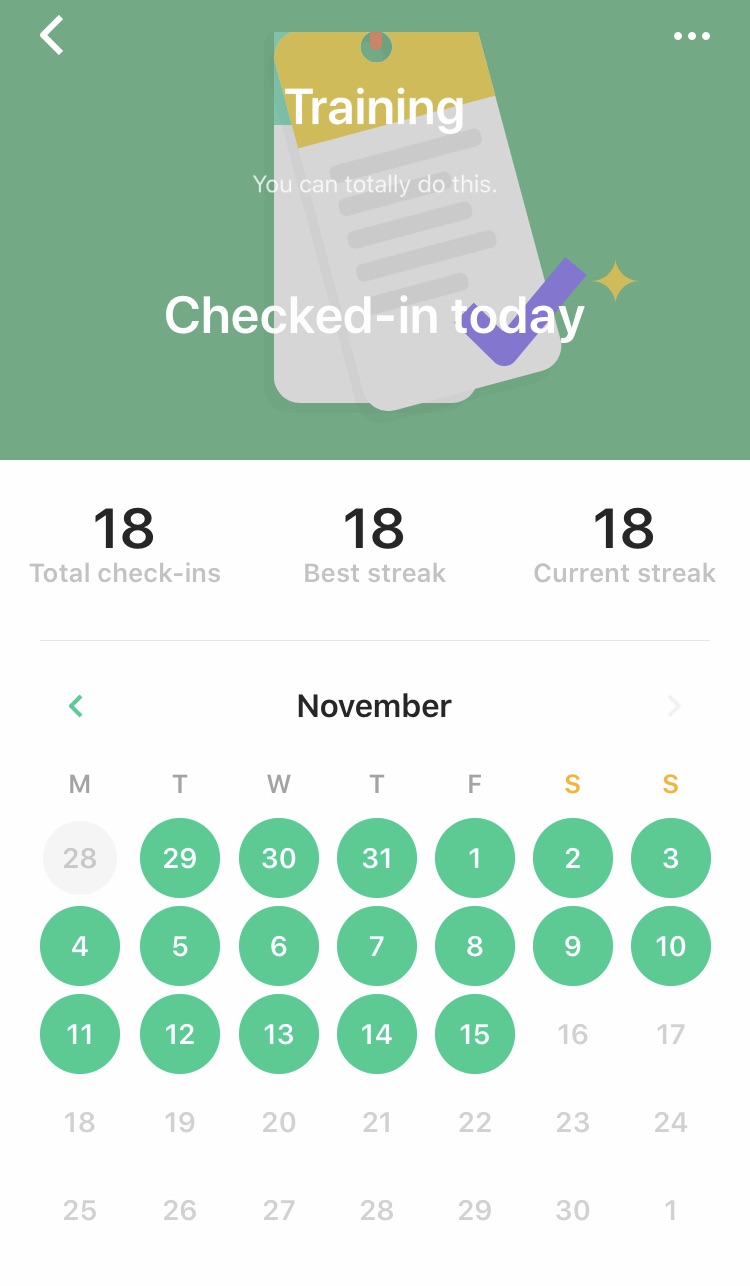 Training
You can totally do this.
Checked-in today
18 18 18
Total check-ins Best streak Current streak
November
M T W T F S S
28 29 30 31 1 2 3
4 5 6 7 8 9 10
11 12 13 14 15 16 17
18 19 20 21 22 23 24
25 26 27 28 29 30 1